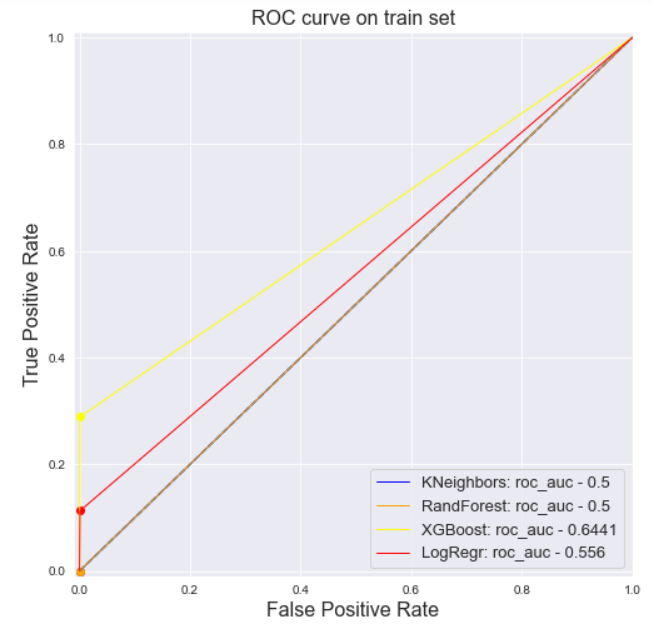 ROC curve on train set
1.0
0.8
0.6
0.4
0.2
0.0
True Positive Rate
KNeighbors: roc_auc - 0.5
RandForest: roc_auc - 0.5
XGBoost: roc_auc - 0.6441
LogRegr: roc_auc - 0.556
0.0 0.2 0.4 0.6 0.8 1.0
False Positive Rate